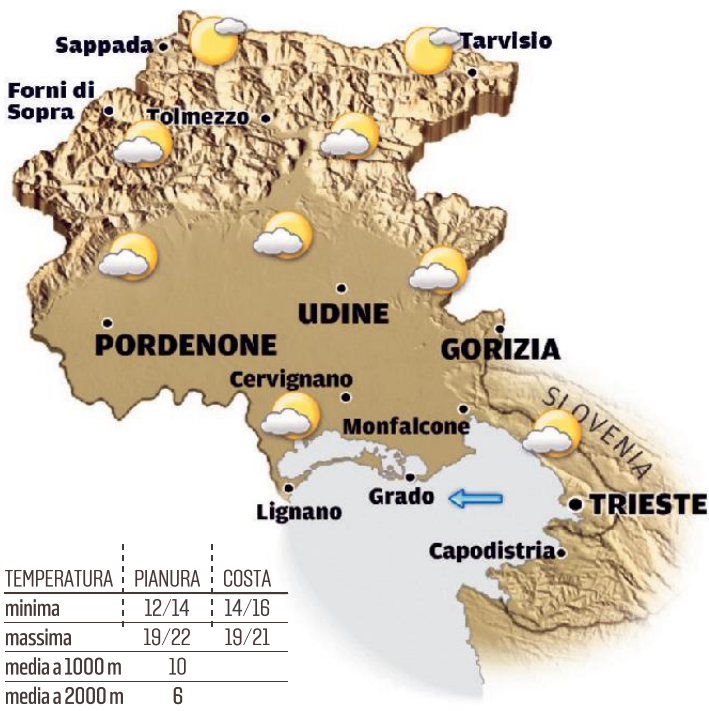 Sappada
Tarvisio
Forni di
Sopra
Tolmezzo
UDINE
PORDENONE
GORIZIA
Cervignano
SLOVENIA
Monfalcone
Lignano
Grado
TRIESTE
Capodistria
TEMPERATURA PIANURA COSTA
minima 12/14 14/16
massima 19/22 19/21
media a 1000 m 10
media a 2000 m 6